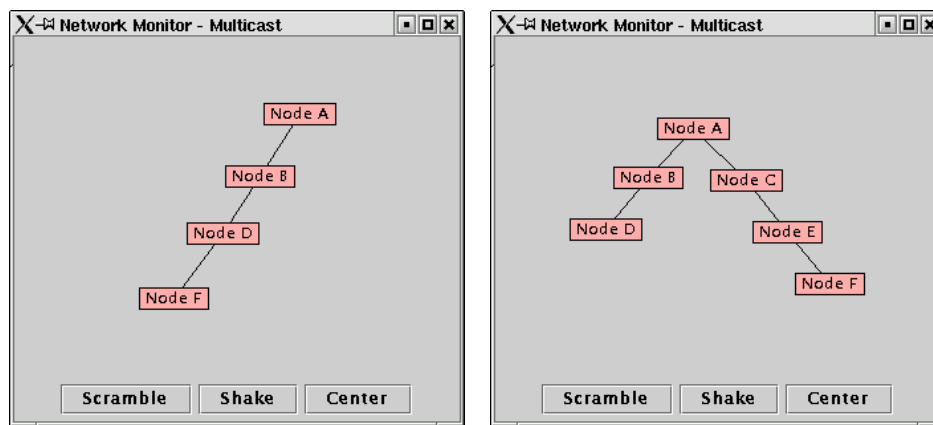 Network Monitor - Multicast
Node A
Node B
Node D
Node F
Scramble Shake Center
Network Monitor - Multicast
Node A
Node B
Node C
Node D
Node E
Node F
Scramble Shake Center